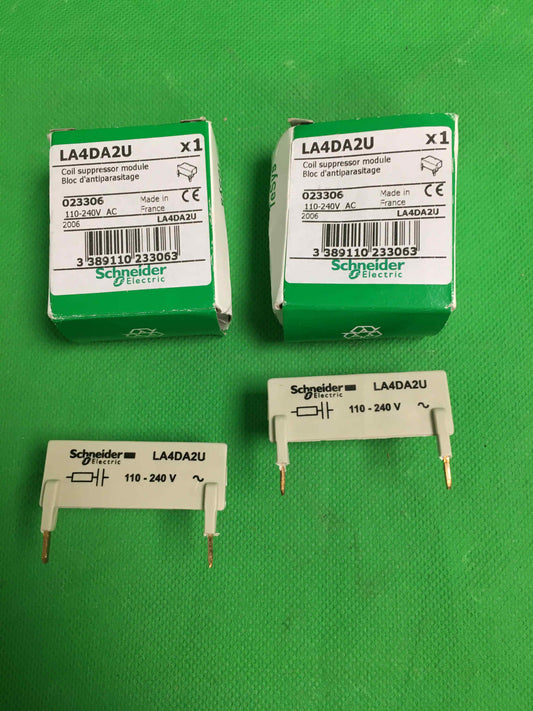 LA4DA2U x1
Coil suppressor module
Bloc d'antiparasitage
023306 Made in
110-240V AC France
2006 LA4DA2U
3 389110 233063
Schneider
Electric
LA4DA2U x1
Coil suppressor module
Bloc d'antiparasitage
023306 Made in
110-240V AC France
2006 LA4DA2U
3 389110 233063
Schneider
Electric
Schneider LA4DA2U
Electric
110 - 240 V ~
Schneider LA4DA2U
Electric
110 - 240 V ~